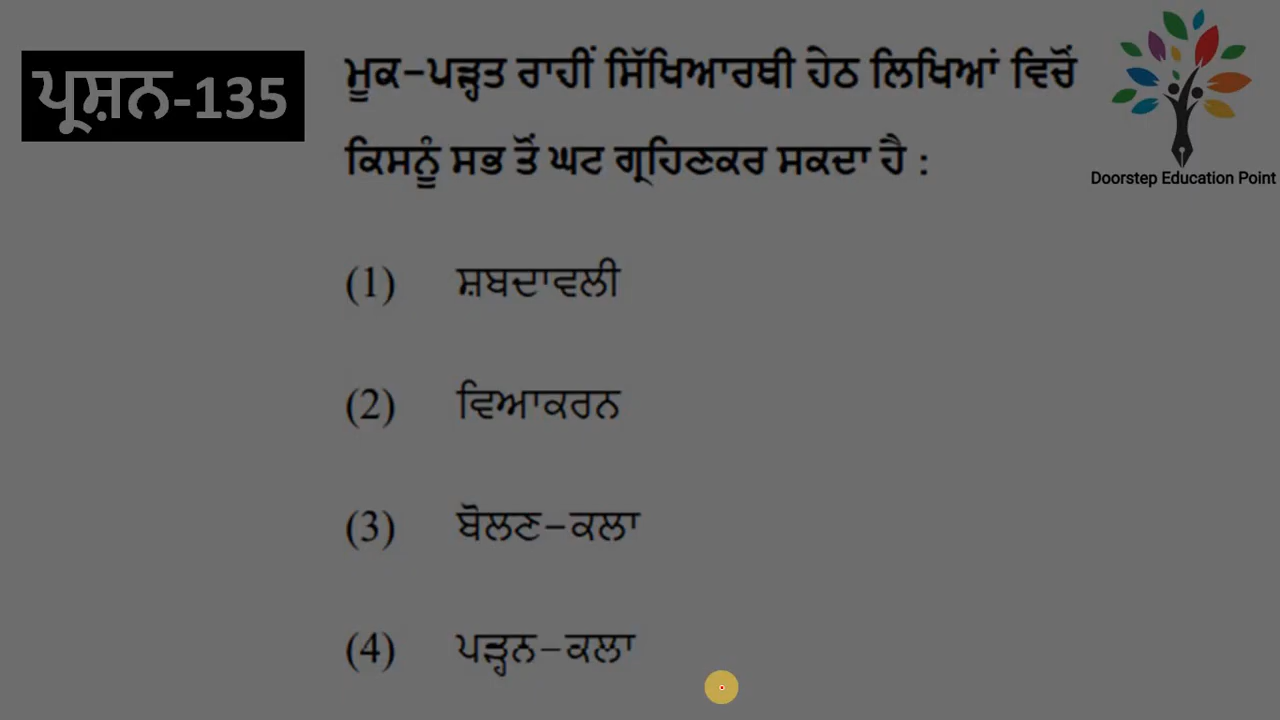 ਪ੍ਰਸ਼ਨ-135
ਮੂਕ-ਪੜ੍ਹਤ ਰਾਹੀਂ ਸਿੱਖਿਆਰਥੀ ਹੇਠ ਲਿਖਿਆਂ ਵਿਚੋਂ
ਕਿਸਨੂੰ ਸਭ ਤੋਂ ਘਟ ਗ੍ਰਹਿਣਕਰ ਸਕਦਾ ਹੈ :
Doorstep Education Point
(1) ਸ਼ਬਦਾਵਲੀ
(2) ਵਿਆਕਰਨ
(3) ਬੋਲਣ-ਕਲਾ
(4) ਪੜ੍ਹਨ-ਕਲਾ